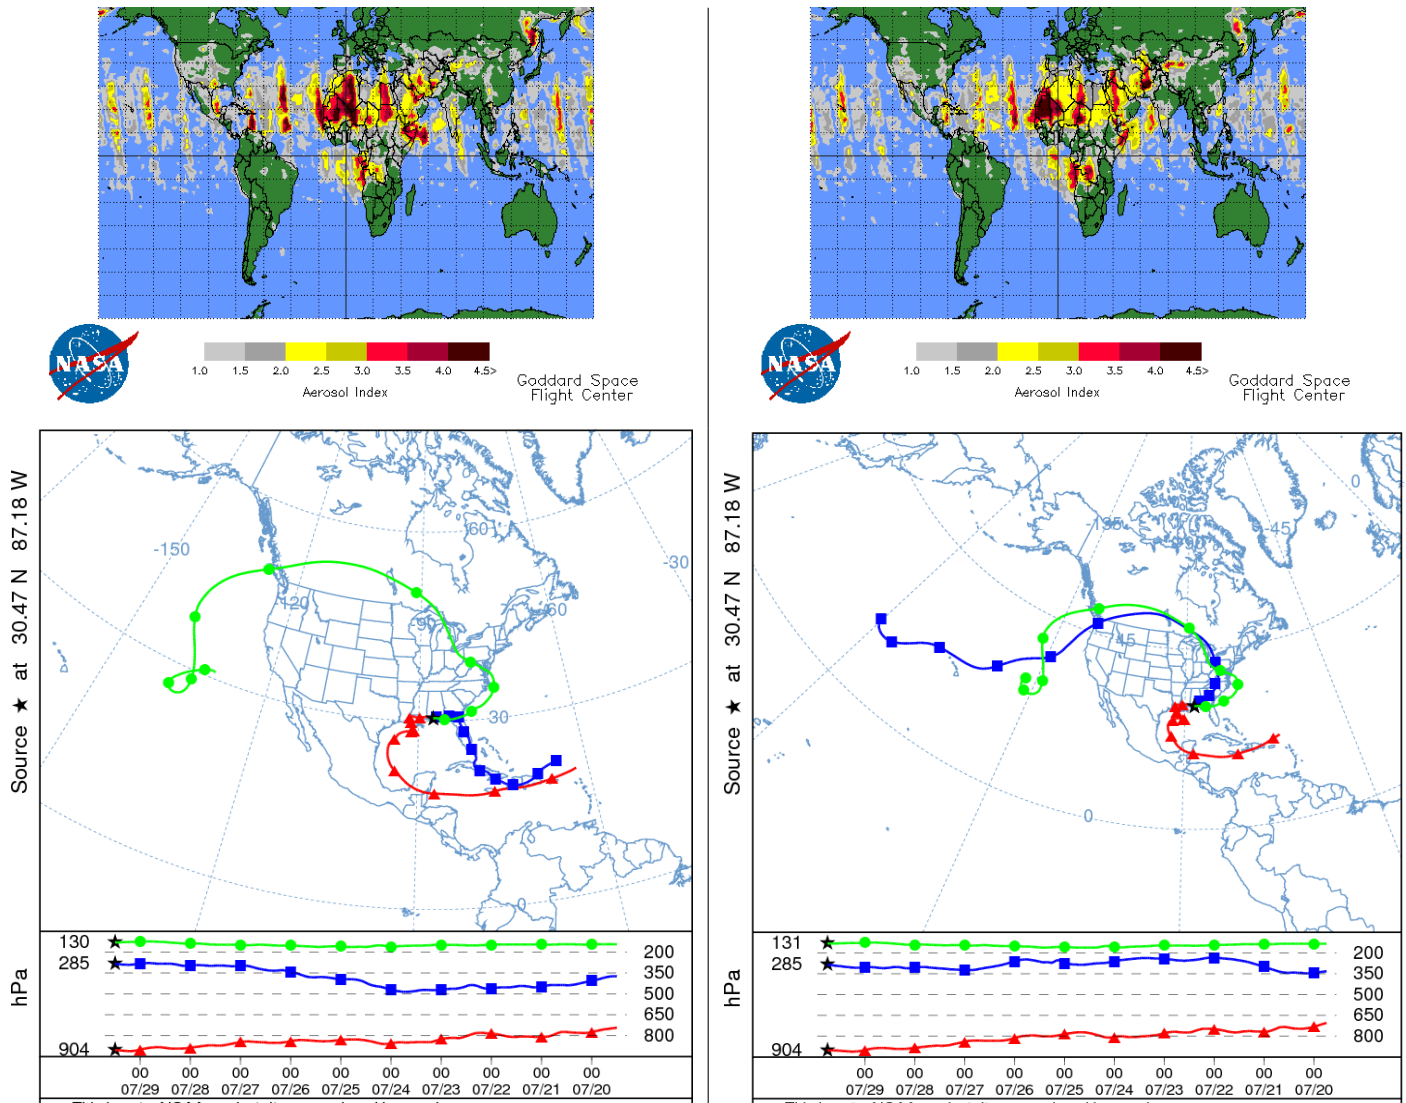 NASA
1.0 1.5 2.0 2.5 3.0 3.5 4.0 4.5>
Aerosol Index
Goddard Space
Flight Center
NASA
1.0 1.5 2.0 2.5 3.0 3.5 4.0 4.5>
Aerosol Index
Goddard Space
Flight Center
Source ★ at 30.47 N 87.18 W
-150
60
-30
-120
90
60
30
0
hPa
130
285
904
200
350
500
650
800
00 00 00 00 00 00 00 00 00 00
07/29 07/28 07/27 07/26 07/25 07/24 07/23 07/22 07/21 07/20
Source ★ at 30.47 N 87.18 W
0
-135
-45
45
0
hPa
131
285
904
200
350
500
650
800
00 00 00 00 00 00 00 00 00 00
07/29 07/28 07/27 07/26 07/25 07/24 07/23 07/22 07/21 07/20